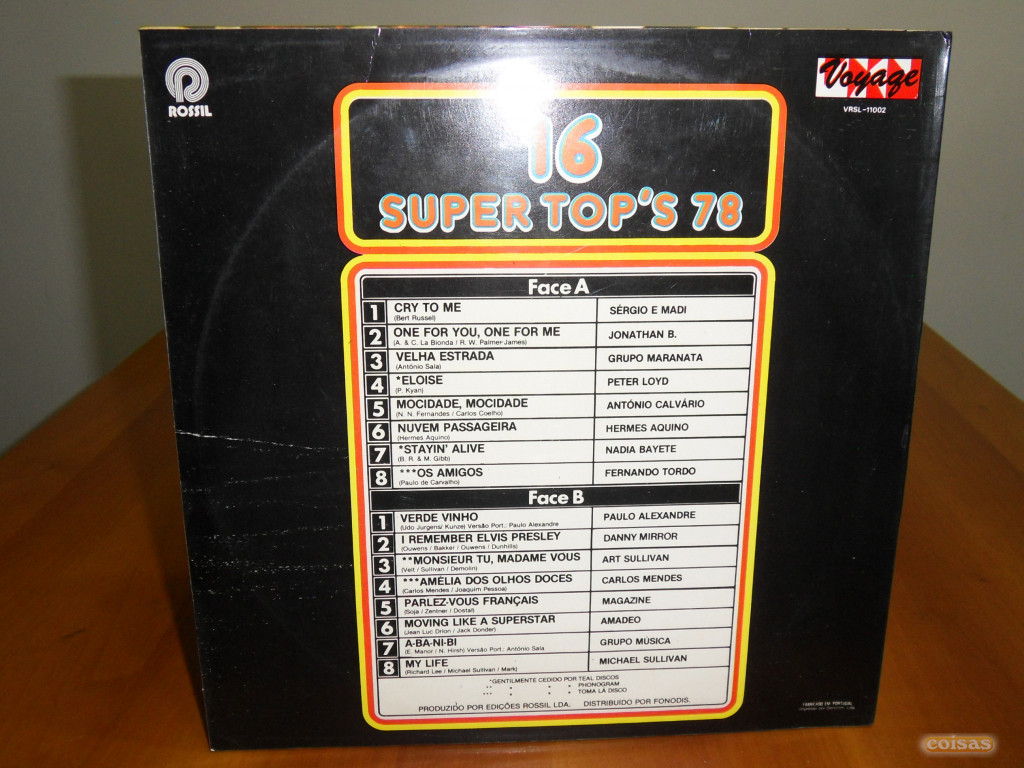 ROSSIL
Voyage
VRSL-11002
16
SUPER TOP'S 78
Face A
1 CRY TO ME SÉRGIO E MADI
(Bert Russel)
2 ONE FOR YOU, ONE FOR ME JONATHAN B.
(A. & C. La Bionda / R. W. Palmer-James)
3 VELHA ESTRADA GRUPO MARANATA
(António Sala)
4 *ELOISE PETER LOYD
(P. Kyan)
5 MOCIDADE, MOCIDADE ANTÓNIO CALVÁRIO
(N. N. Fernandes / Carlos Coelho)
6 NUVEM PASSAGEIRA HERMES AQUINO
(Hermes Aquino)
7 *STAYIN' ALIVE NADIA BAYETE
(B. R. & M. Gibb)
8 ***OS AMIGOS FERNANDO TORDO
(Paulo de Carvalho)
Face B
1 VERDE VINHO PAULO ALEXANDRE
(Udo Jurgens/ Kunze) Versão Port.: Paulo Alexandre
2 I REMEMBER ELVIS PRESLEY DANNY MIRROR
(Ouwens / Bakker / Ouwens / Dunhills)
3 **MONSIEUR TU, MADAME VOUS ART SULLIVAN
(Velt / Sullivan / Demolin)
4 ***AMÉLIA DOS OLHOS DOCES CARLOS MENDES
(Carlos Mendes / Joaquim Pessoa)
5 PARLEZ-VOUS FRANÇAIS MAGAZINE
(Soja / Zentner / Dostal)
6 MOVING LIKE A SUPERSTAR AMADEO
(Jean Luc Drion / Jack Donder)
7 A-BA-NI-BI GRUPO MÚSICA
(E. Manor / N. Hirsh) Versão Port.: António Sala
8 MY LIFE MICHAEL SULLIVAN
(Richard Lee / Michael Sullivan / Mark)
*GENTILMENTE CEDIDO POR TEAL DISCOS
** : : : PHONOGRAM
*** : : : TOMA LÁ DISCO
PRODUZIDO POR EDIÇÕES ROSSIL LDA. DISTRIBUIDO POR FONODIS.
FABRICADO EM PORTUGAL
coisas